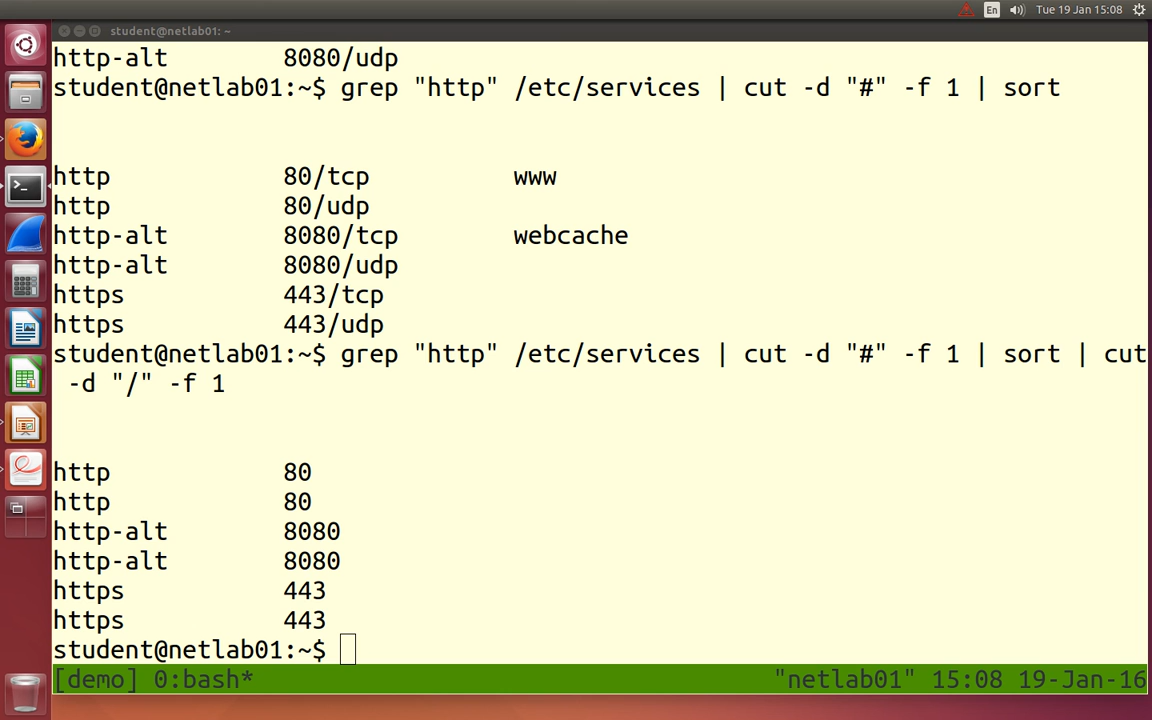 En
Tue 19 Jan 15:08
student@netlab01: ~
http-alt        8080/udp
student@netlab01:~$ grep "http" /etc/services | cut -d "#" -f 1 | sort
http            80/tcp          www
http            80/udp
http-alt        8080/tcp        webcache
http-alt        8080/udp
https           443/tcp
https           443/udp
student@netlab01:~$ grep "http" /etc/services | cut -d "#" -f 1 | sort | cut
 -d "/" -f 1
http            80
http            80
http-alt        8080
http-alt        8080
https           443
https           443
student@netlab01:~$
[demo] 0:bash*                                    "netlab01" 15:08 19-Jan-16